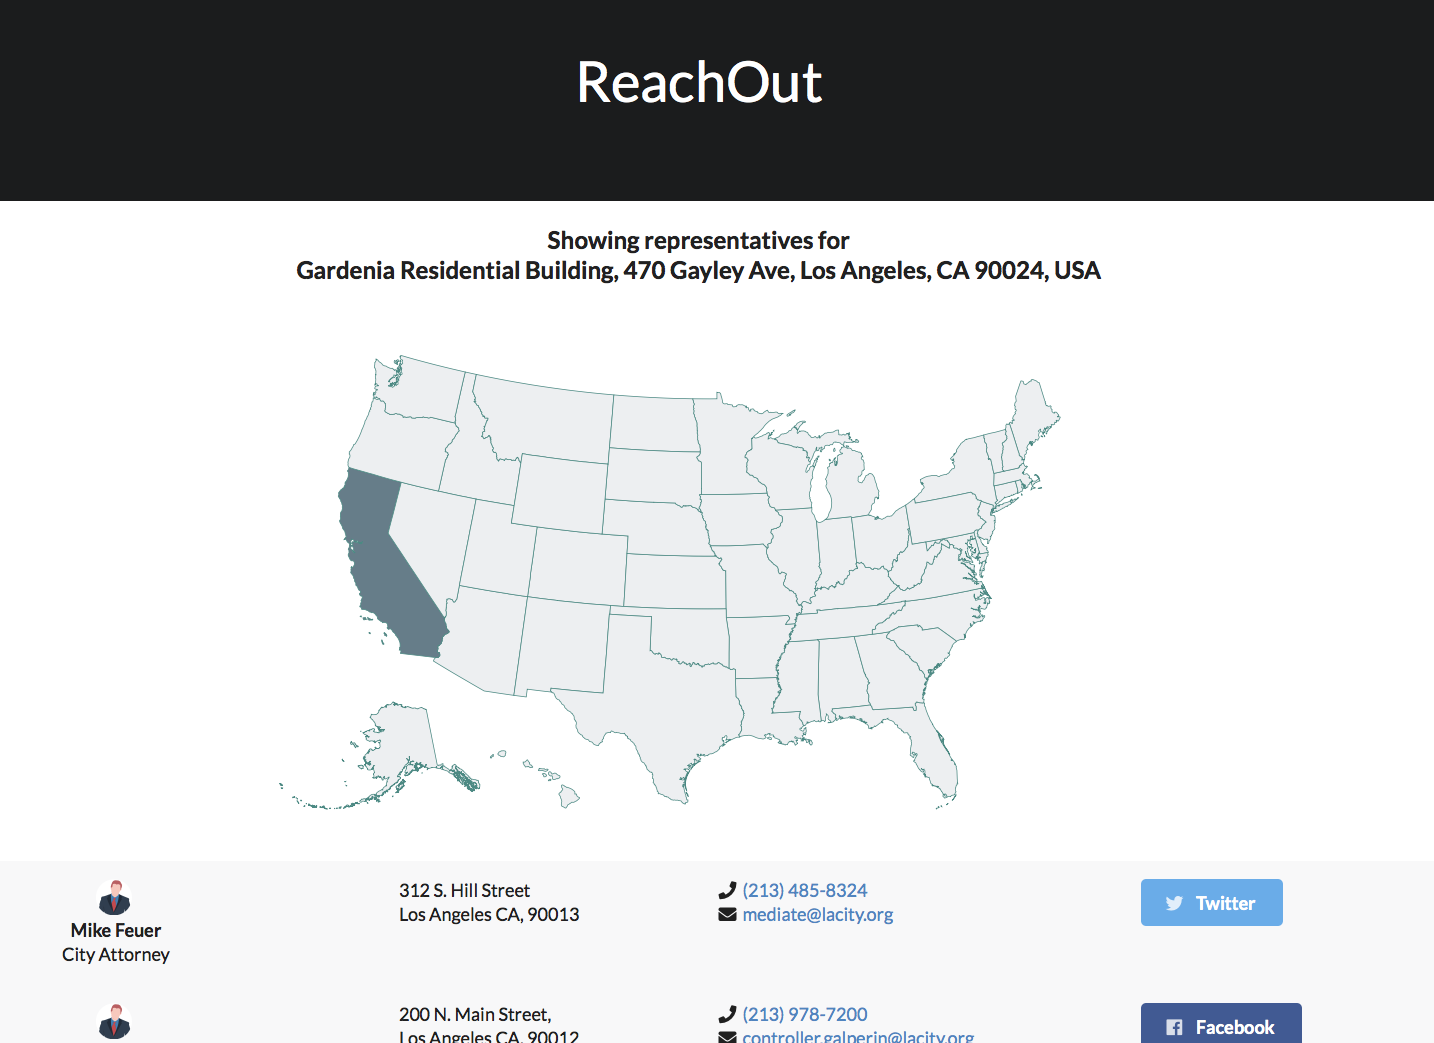 ReachOut
Showing representatives for
Gardenia Residential Building, 470 Gayley Ave, Los Angeles, CA 90024, USA
Mike Feuer
City Attorney
312 S. Hill Street
Los Angeles CA, 90013
(213) 485-8324
mediate@lacity.org
Twitter
200 N. Main Street,
Los Angeles CA, 90012
(213) 978-7200
controller.galperin@lacity.org
Facebook